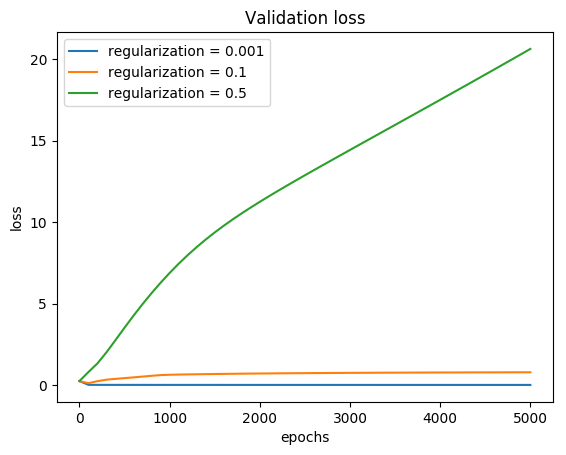 Validation loss
regularization = 0.001
regularization = 0.1
regularization = 0.5
loss
20
15
10
5
0
0 1000 2000 3000 4000 5000
epochs